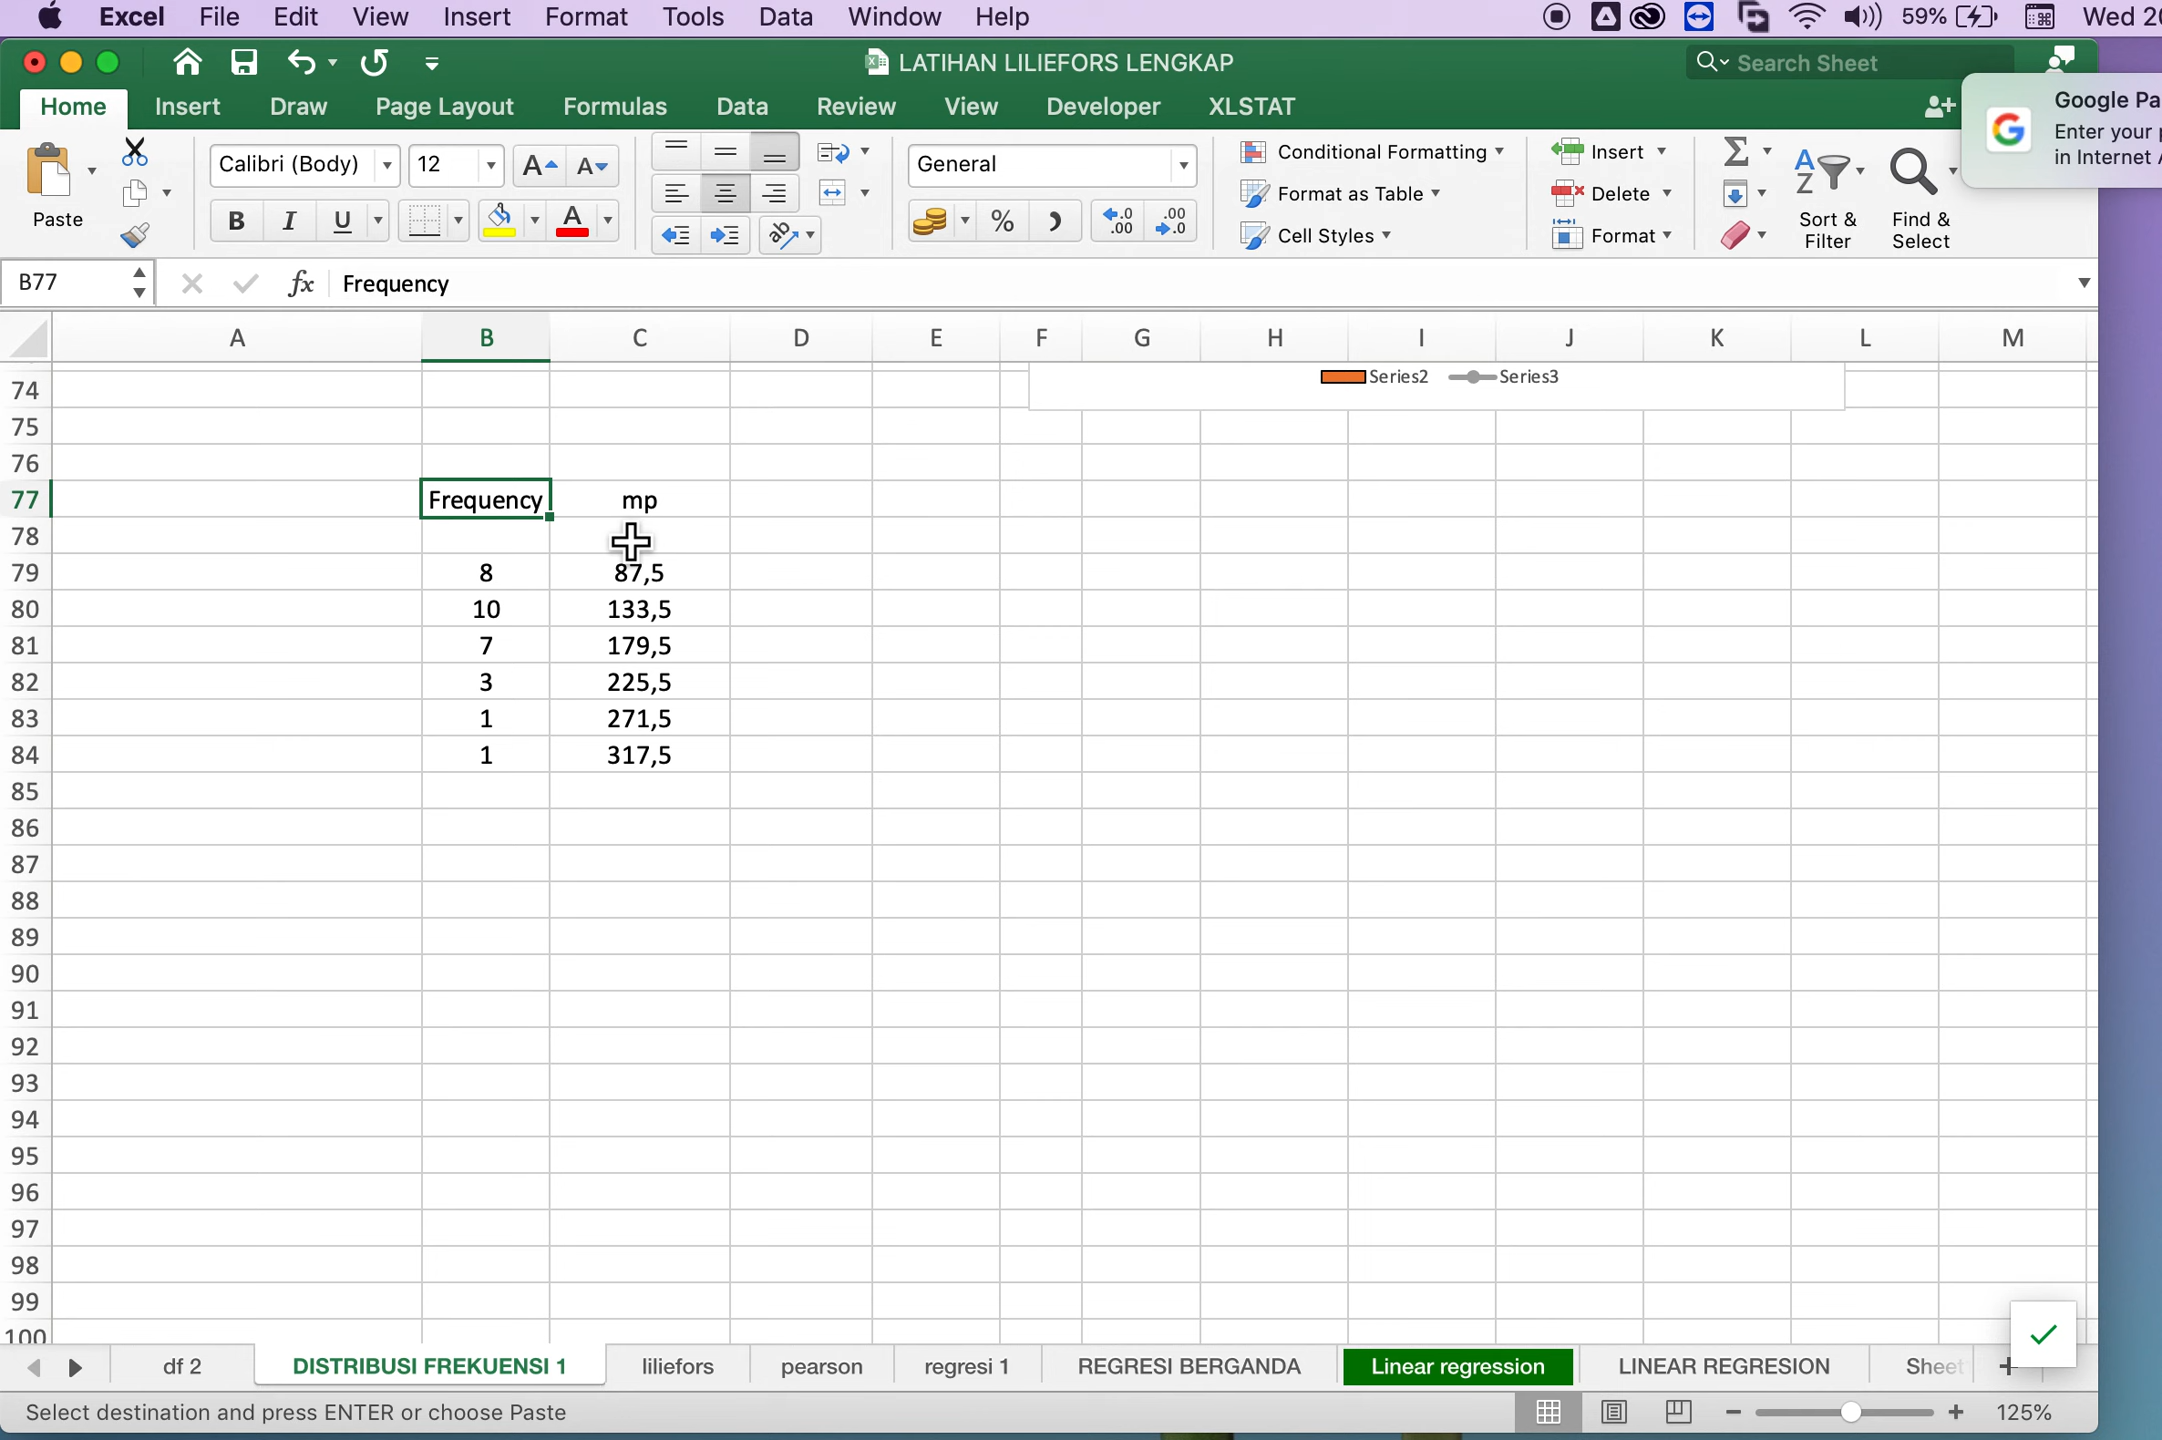 Excel File Edit View Insert Format Tools Data Window Help 59% Wed 2
LATIHAN LILIEFORS LENGKAP
Search Sheet
Home Insert Draw Page Layout Formulas Data Review View Developer XLSTAT
Google Pa
Enter your p
in Internet A
Paste
Calibri (Body) 12
General
Conditional Formatting
Format as Table
Cell Styles
Insert
Delete
Format
Sort & Filter
Find & Select
B77 fx Frequency
A B C D E F G H I J K L M
74 Series2 Series3
75
76
77 Frequency mp
78
79 8 87,5
80 10 133,5
81 7 179,5
82 3 225,5
83 1 271,5
84 1 317,5
85
86
87
88
89
90
91
92
93
94
95
96
97
98
99
100
df 2 DISTRIBUSI FREKUENSI 1 liliefors pearson regresi 1 REGRESI BERGANDA Linear regression LINEAR REGRESION Sheet
Select destination and press ENTER or choose Paste 125%